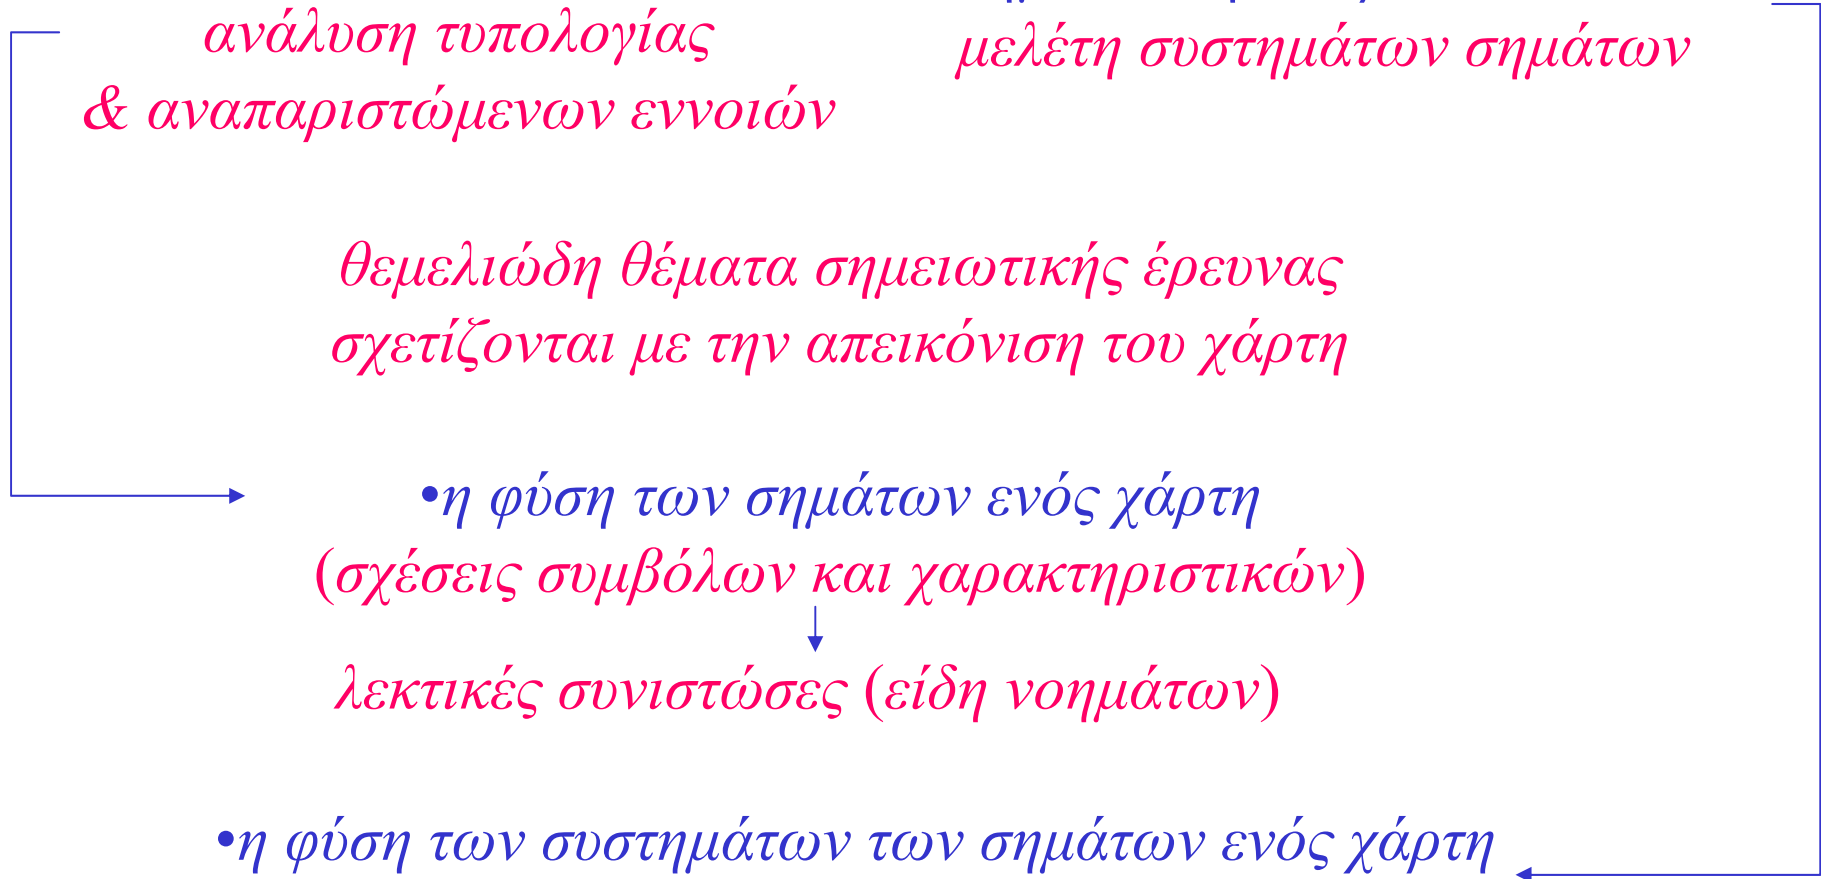 ανάλυση τυπολογίας
& αναπαριστώμενων εννοιών
μελέτη συστημάτων σημάτων
θεμελιώδη θέματα σημειωτικής έρευνας
σχετίζονται με την απεικόνιση του χάρτη
•η φύση των σημάτων ενός χάρτη
(σχέσεις συμβόλων και χαρακτηριστικών)
λεκτικές συνιστώσες (είδη νοημάτων)
•η φύση των συστημάτων των σημάτων ενός χάρτη